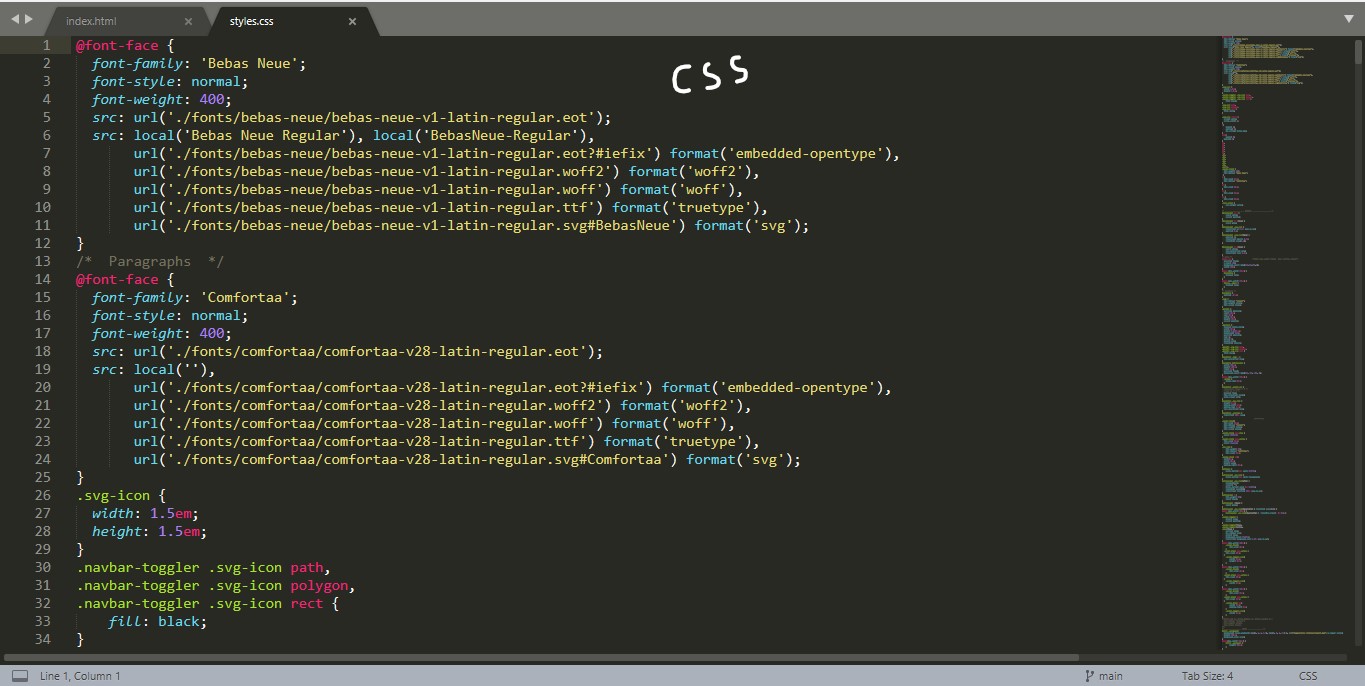 index.html ×
styles.css ×
CSS
1 @font-face {
2 font-family: 'Bebas Neue';
3 font-style: normal;
4 font-weight: 400;
5 src: url('./fonts/bebas-neue/bebas-neue-v1-latin-regular.eot');
6 src: local('Bebas Neue Regular'), local('BebasNeue-Regular'),
7 url('./fonts/bebas-neue/bebas-neue-v1-latin-regular.eot?#iefix') format('embedded-opentype'),
8 url('./fonts/bebas-neue/bebas-neue-v1-latin-regular.woff2') format('woff2'),
9 url('./fonts/bebas-neue/bebas-neue-v1-latin-regular.woff') format('woff'),
10 url('./fonts/bebas-neue/bebas-neue-v1-latin-regular.ttf') format('truetype'),
11 url('./fonts/bebas-neue/bebas-neue-v1-latin-regular.svg#BebasNeue') format('svg');
12 }
13 /*  Paragraphs  */
14 @font-face {
15 font-family: 'Comfortaa';
16 font-style: normal;
17 font-weight: 400;
18 src: url('./fonts/comfortaa/comfortaa-v28-latin-regular.eot');
19 src: local(''),
20 url('./fonts/comfortaa/comfortaa-v28-latin-regular.eot?#iefix') format('embedded-opentype'),
21 url('./fonts/comfortaa/comfortaa-v28-latin-regular.woff2') format('woff2'),
22 url('./fonts/comfortaa/comfortaa-v28-latin-regular.woff') format('woff'),
23 url('./fonts/comfortaa/comfortaa-v28-latin-regular.ttf') format('truetype'),
24 url('./fonts/comfortaa/comfortaa-v28-latin-regular.svg#Comfortaa') format('svg');
25 }
26 .svg-icon {
27 width: 1.5em;
28 height: 1.5em;
29 }
30 .navbar-toggler .svg-icon path,
31 .navbar-toggler .svg-icon polygon,
32 .navbar-toggler .svg-icon rect {
33 fill: black;
34 }
Line 1, Column 1
main
Tab Size: 4
CSS